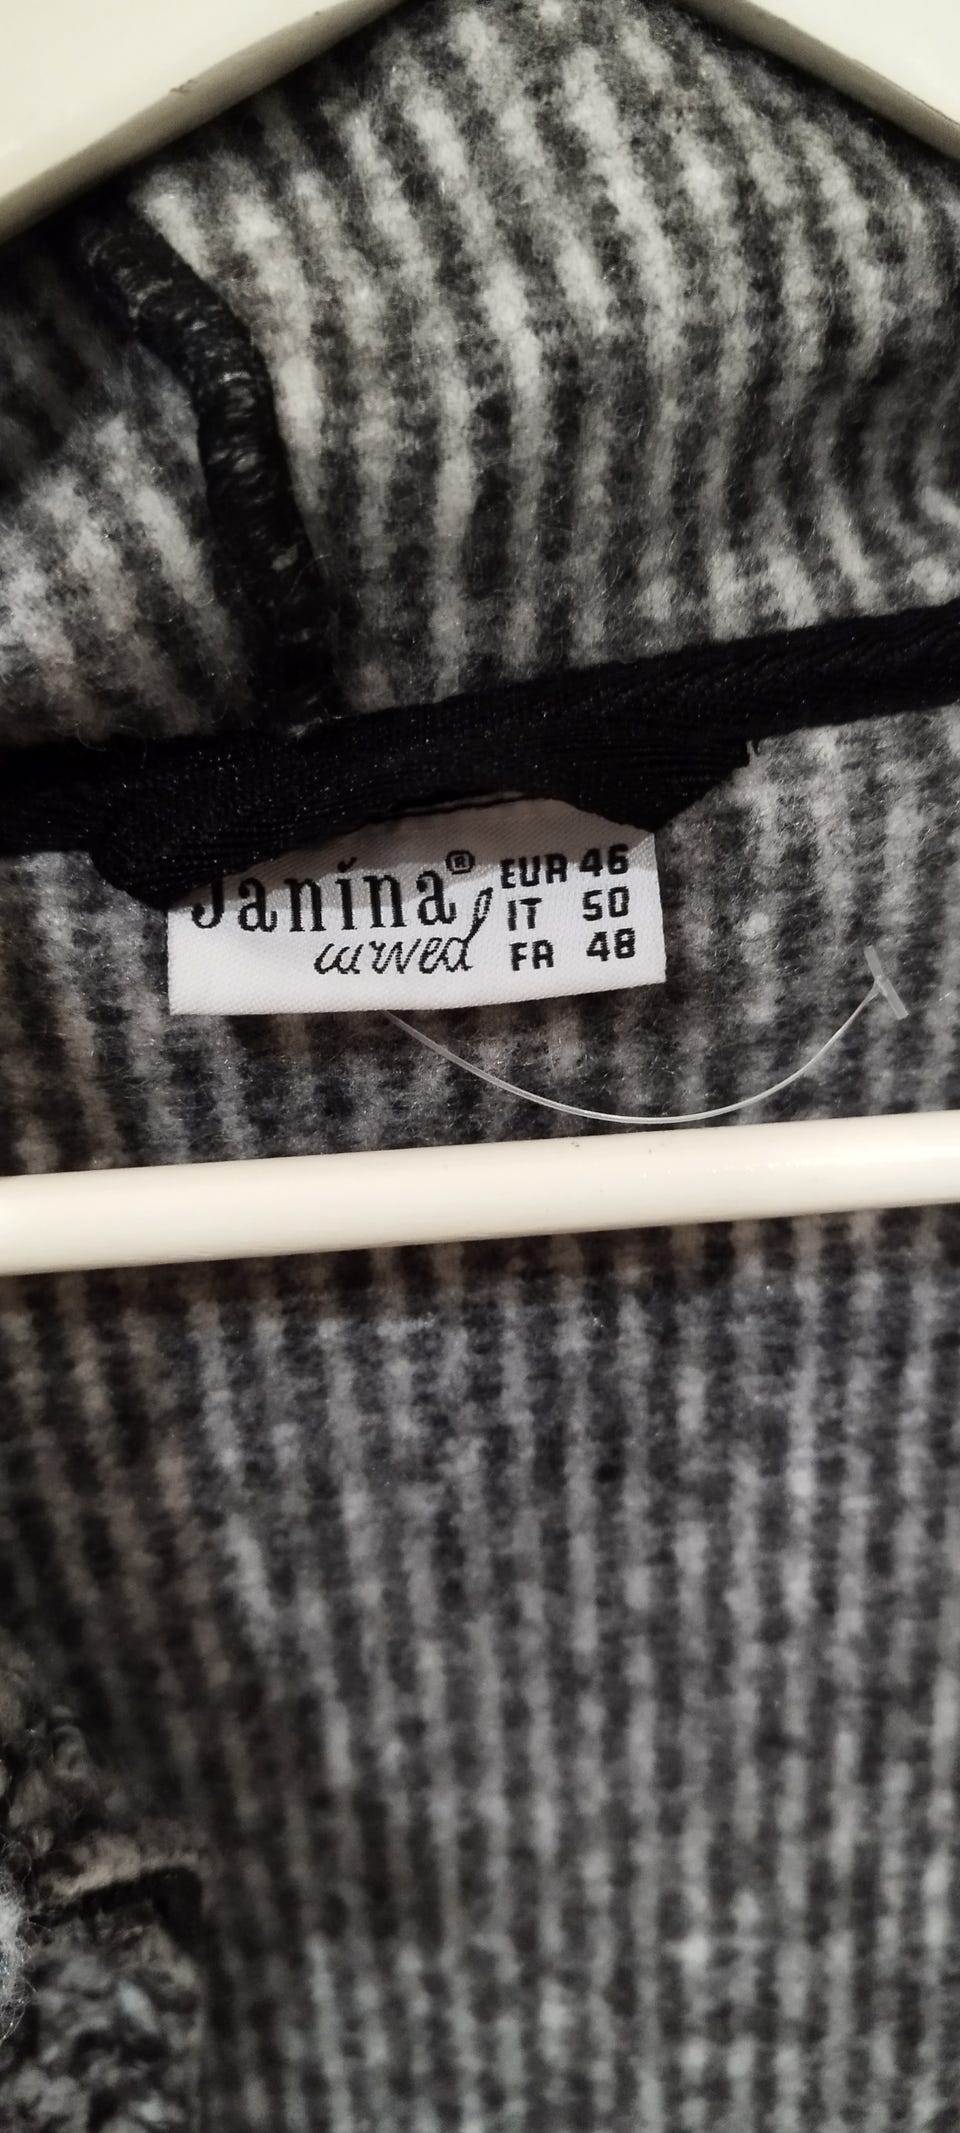 Janina® EUR 46
curved IT 50
FR 48